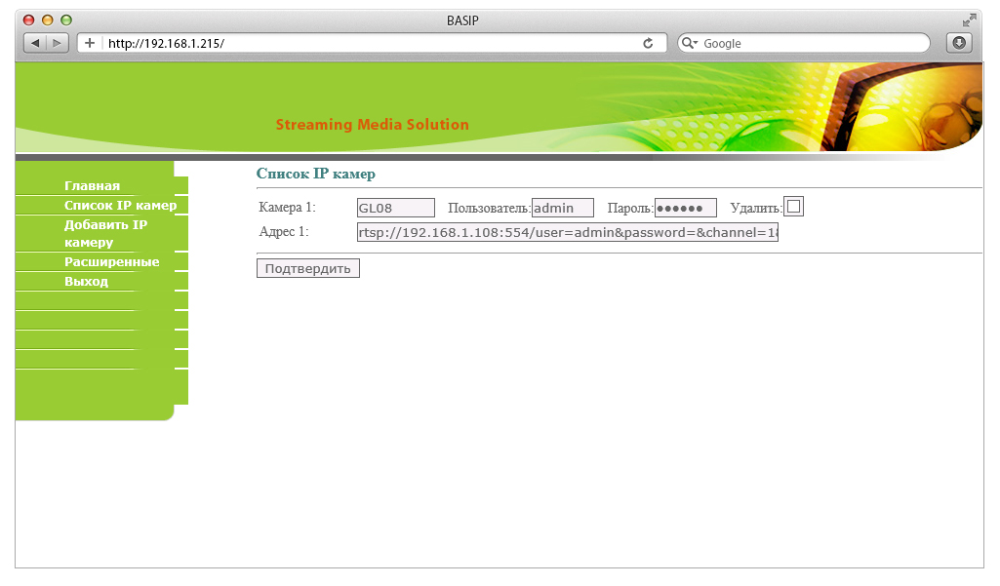 BASIP
http://192.168.1.215/
Google
Streaming Media Solution
Главная
Список IP камер
Добавить IP
камеру
Расширенные
Выход
Список IP камер
Камера 1: GL08 Пользователь: admin Пароль: ●●●●●● Удалить:
Адрес 1: rtsp://192.168.1.108:554/user=admin&password=&channel=1&
Подтвердить